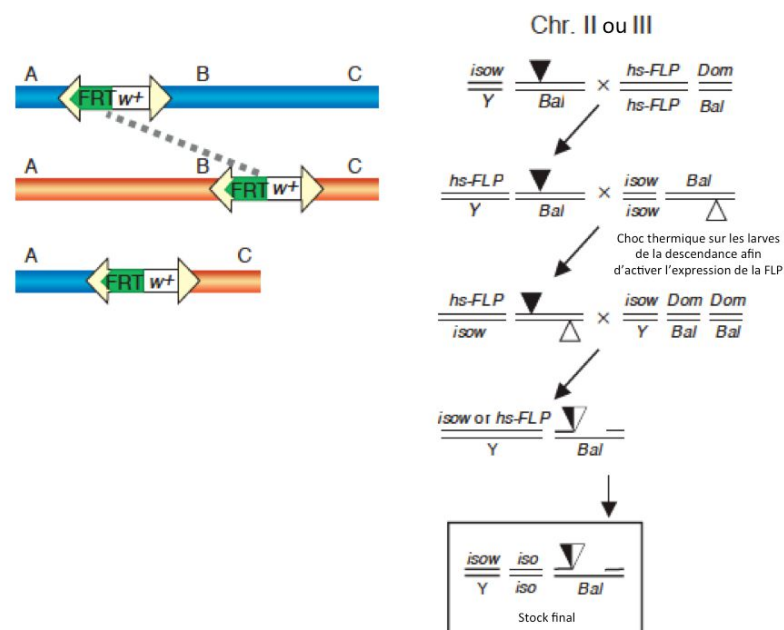 Chr. II ou III
A B C
FRT w+
A B C
FRT w+
A C
FRT w+
isow hs-FLP Dom
× 
Y Bal hs-FLP Bal
hs-FLP isow Bal
×
Y Bal isow
Choc thermique sur les larves
de la descendance afin
d'activer l'expression de la FLP
hs-FLP isow Dom Dom
×
isow Y Bal Bal
isow or hs-FLP
Y Bal
isow iso
Y iso Bal
Stock final